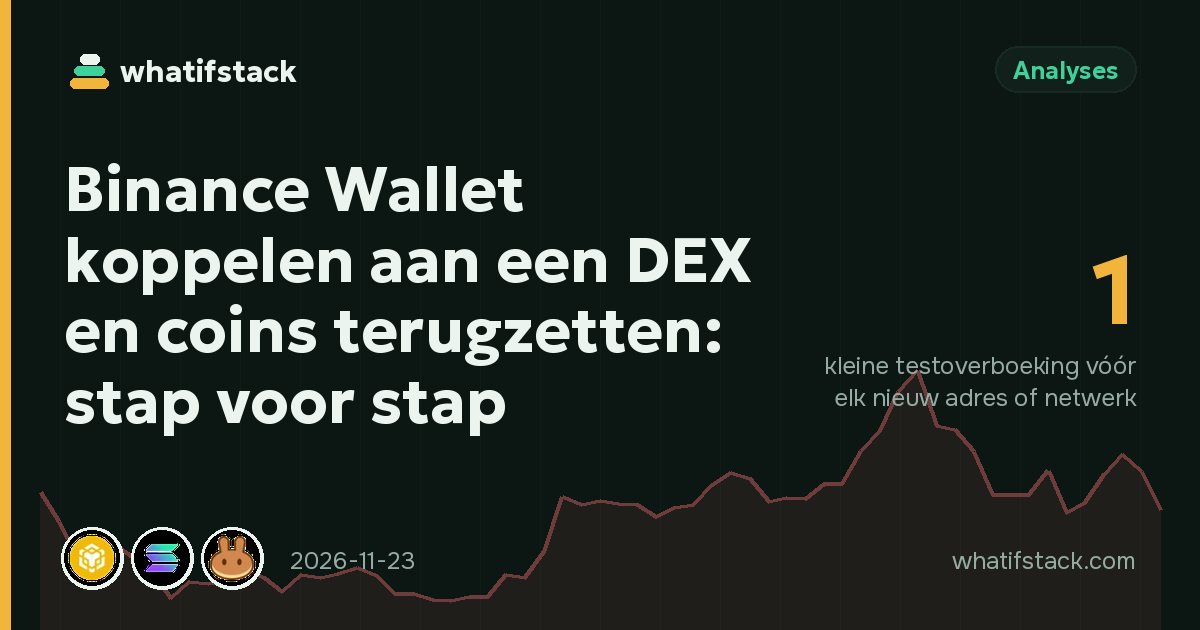 whatifstack
Analyses
Binance Wallet
koppelen aan een DEX
en coins terugzetten:
stap voor stap
1
kleine testoverboeking vóór
elk nieuw adres of netwerk
2026-11-23
whatifstack.com